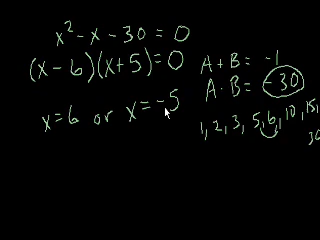 x² - x - 30 = 0
(x - 6)(x + 5) = 0
x = 6 or x = -5
A + B = -1
A · B = -30
1, 2, 3, 5, 6, 10, 15,
30